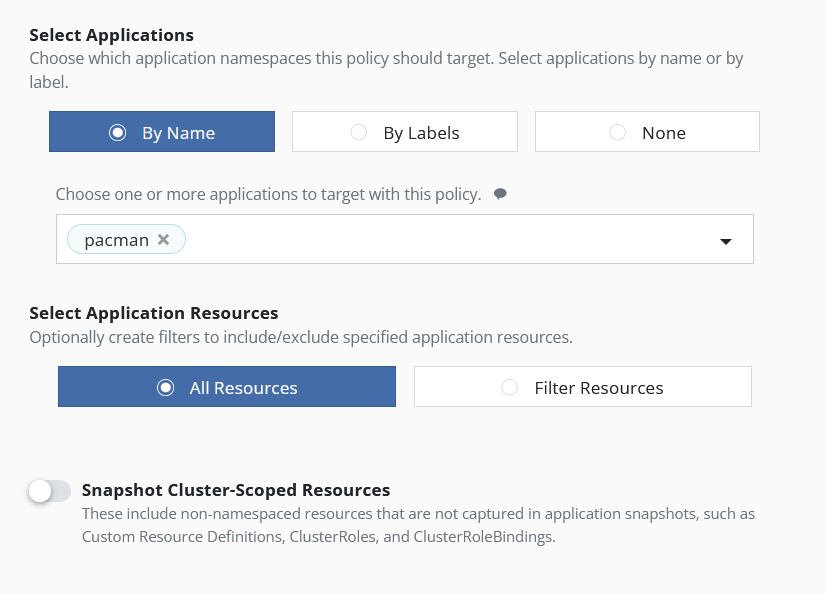 Select Applications
Choose which application namespaces this policy should target. Select applications by name or by
label.
By Name
By Labels
None
Choose one or more applications to target with this policy.
pacman
Select Application Resources
Optionally create filters to include/exclude specified application resources.
All Resources
Filter Resources
Snapshot Cluster-Scoped Resources
These include non-namespaced resources that are not captured in application snapshots, such as
Custom Resource Definitions, ClusterRoles, and ClusterRoleBindings.